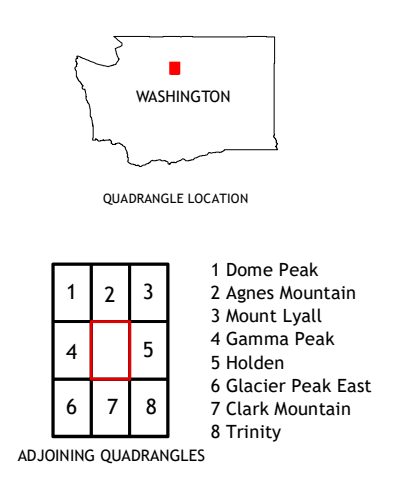 WASHINGTON
QUADRANGLE LOCATION
1 2 3
4 5
6 7 8
1 Dome Peak
2 Agnes Mountain
3 Mount Lyall
4 Gamma Peak
5 Holden
6 Glacier Peak East
7 Clark Mountain
8 Trinity
ADJOINING QUADRANGLES